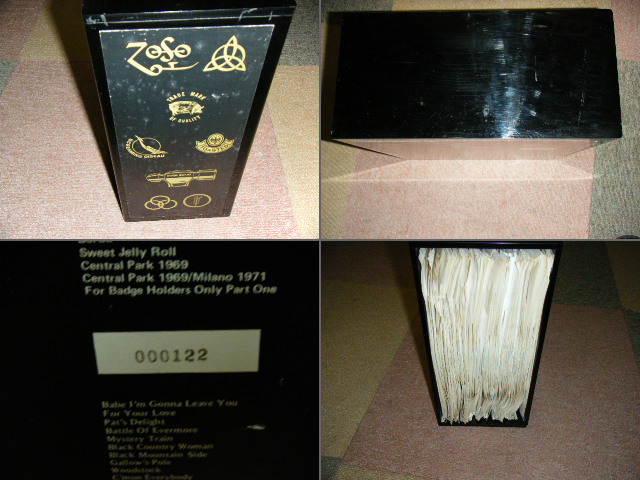 ZOSO
TRADE MARK
OF QUALITY
Sweet Jelly Roll
Central Park 1969
Central Park 1969/Milano 1971
For Badge Holders Only Part One
000122
Babe I'm Gonna Leave You
For Your Love
Pat's Delight
Battle Of Evermore
Mystery Train
Black Country Woman
Black Mountain Side
Gallow's Pole
Woodstock
C'mon Everybody